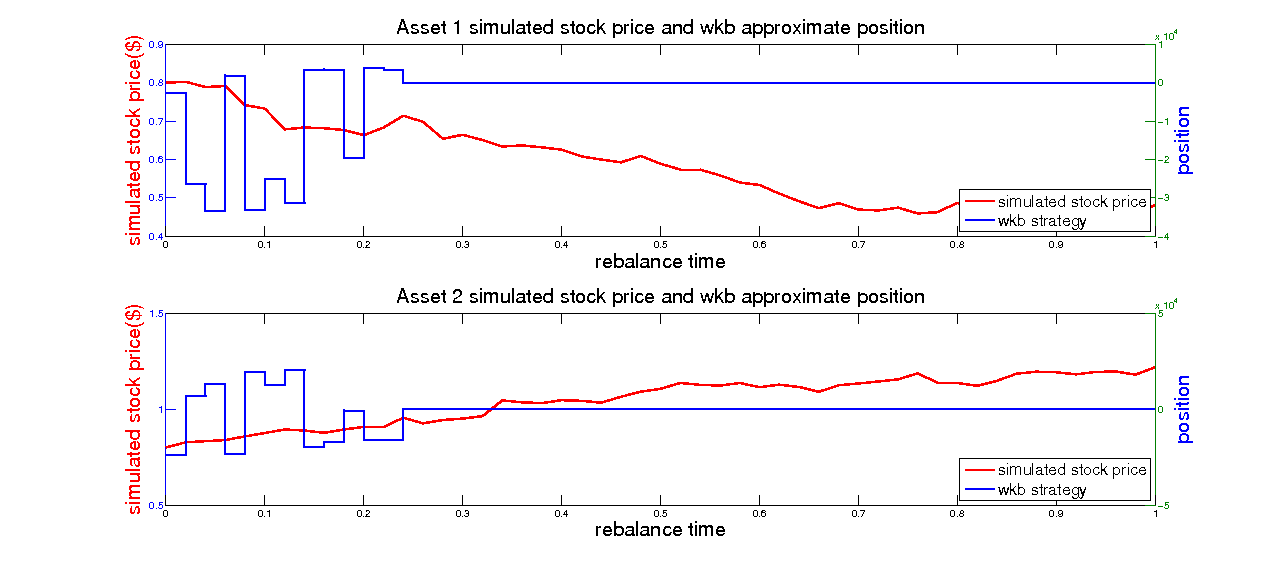 Asset 1 simulated stock price and wkb approximate position
x 10^4
simulated stock price($)
0.9
0.8
0.7
0.6
0.5
0.4
1
0
-1
-2
-3
-4
position
simulated stock price
wkb strategy
0 0.1 0.2 0.3 0.4 0.5 0.6 0.7 0.8 0.9 1
rebalance time
Asset 2 simulated stock price and wkb approximate position
x 10^4
simulated stock price($)
1.5
1
0.5
5
0
-5
position
simulated stock price
wkb strategy
0 0.1 0.2 0.3 0.4 0.5 0.6 0.7 0.8 0.9 1
rebalance time